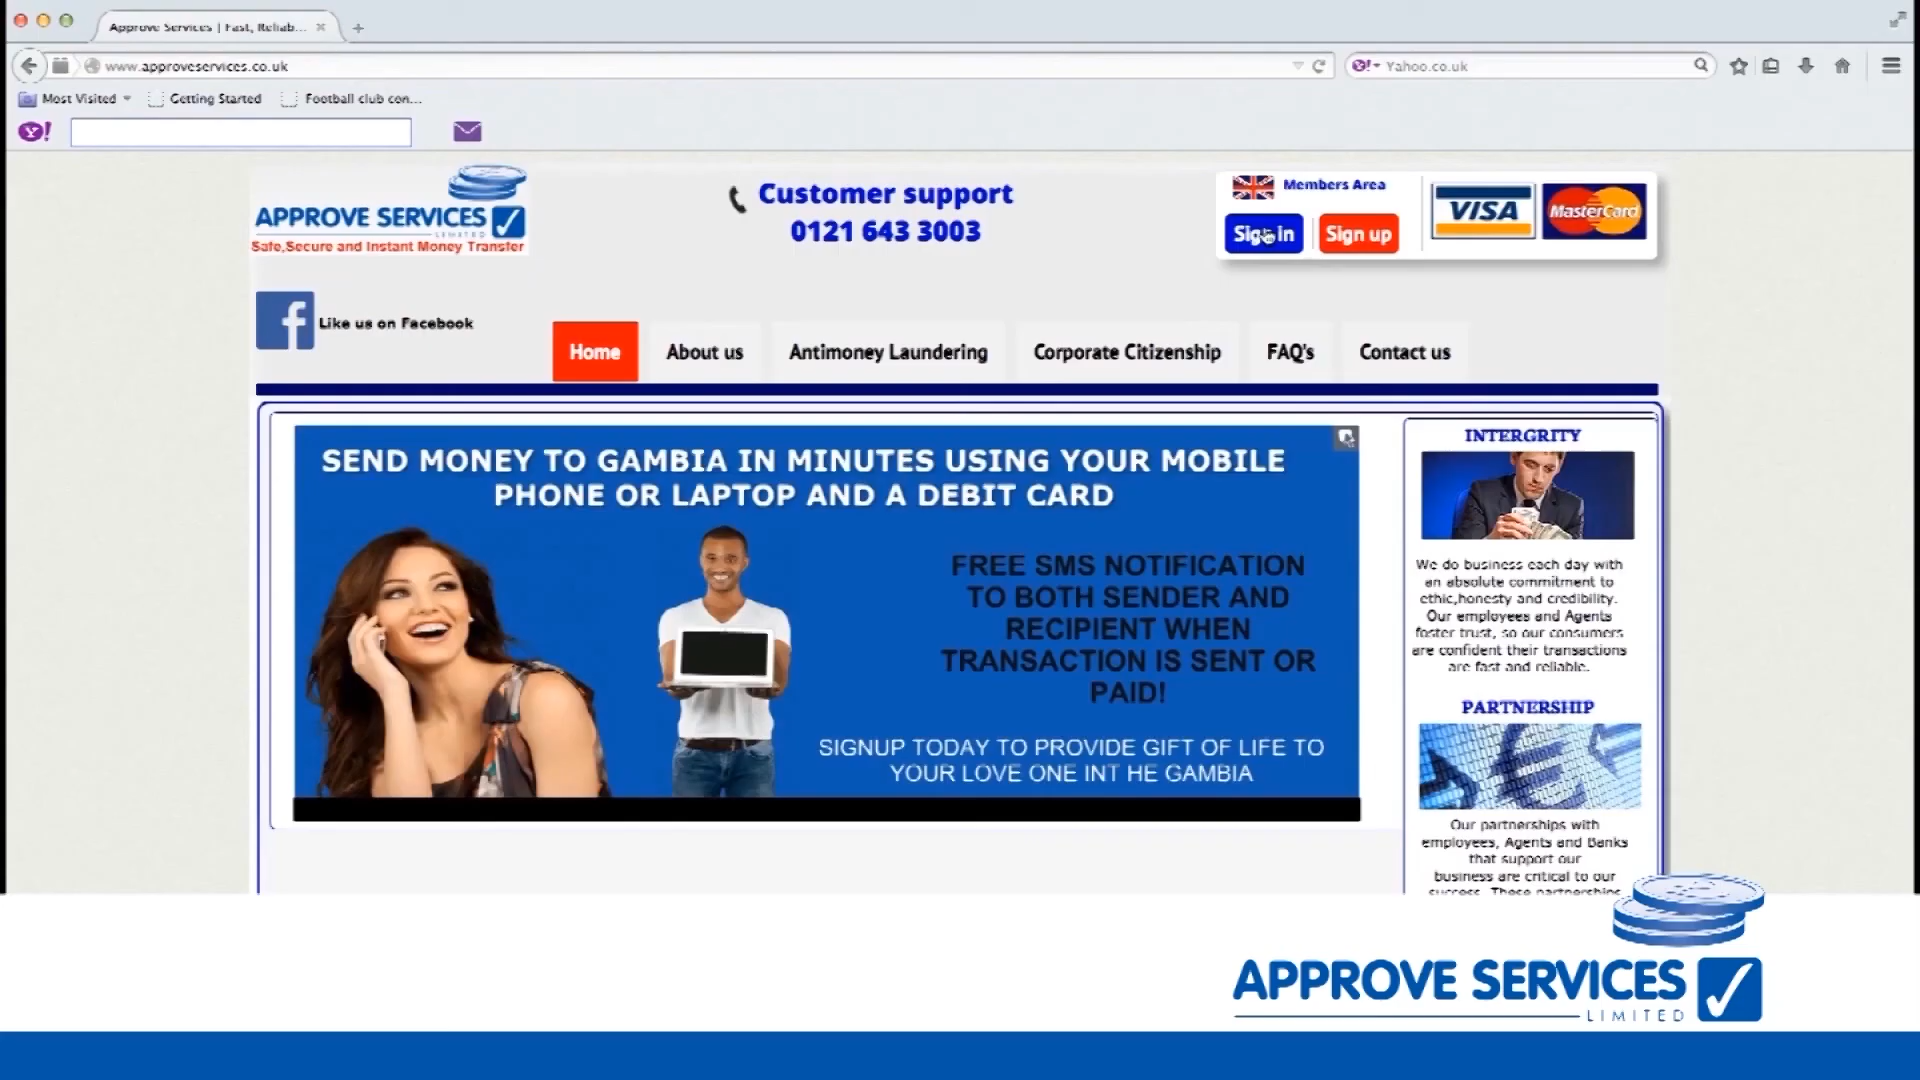 Approve Services | Fast, Reliab...
www.approveservices.co.uk
Yahoo.co.uk
Most Visited
Getting Started
Football club con...
Y!
APPROVE SERVICES
LIMITED
Safe,Secure and Instant Money Transfer
Customer support
0121 643 3003
Members Area
Sign in
Sign up
VISA
MasterCard
Like us on Facebook
Home
About us
Antimoney Laundering
Corporate Citizenship
FAQ's
Contact us
SEND MONEY TO GAMBIA IN MINUTES USING YOUR MOBILE
PHONE OR LAPTOP AND A DEBIT CARD
FREE SMS NOTIFICATION
TO BOTH SENDER AND
RECIPIENT WHEN
TRANSACTION IS SENT OR
PAID!
SIGNUP TODAY TO PROVIDE GIFT OF LIFE TO
YOUR LOVE ONE INT HE GAMBIA
INTERGRITY
We do business each day with
an absolute commitment to
ethic,honesty and credibility.
Our employees and Agents
foster trust, so our consumers
are confident their transactions
are fast and reliable.
PARTNERSHIP
Our partnerships with
employees, Agents and Banks
that support our
business are critical to our
success. These partnerships
APPROVE SERVICES
LIMITED